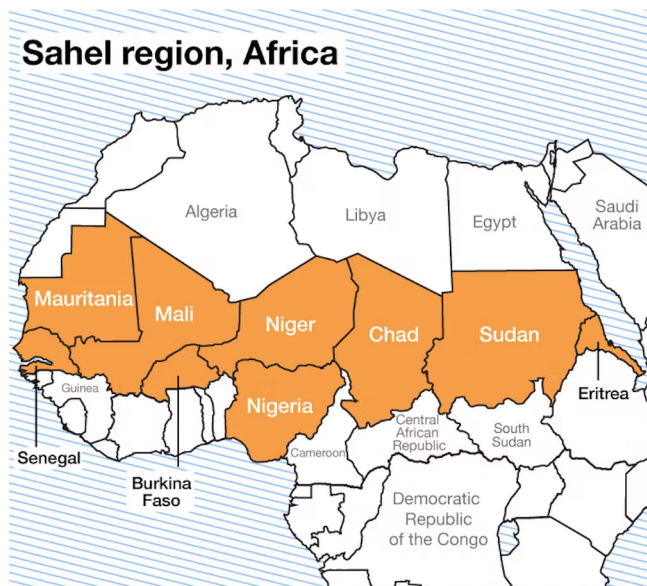 Sahel region, Africa
Algeria
Libya
Egypt
Saudi
Arabia
Mauritania
Mali
Niger
Chad
Sudan
Eritrea
Guinea
Nigeria
Senegal
Burkina
Faso
Cameroon
Central
African
Republic
South
Sudan
Democratic
Republic
of the Congo